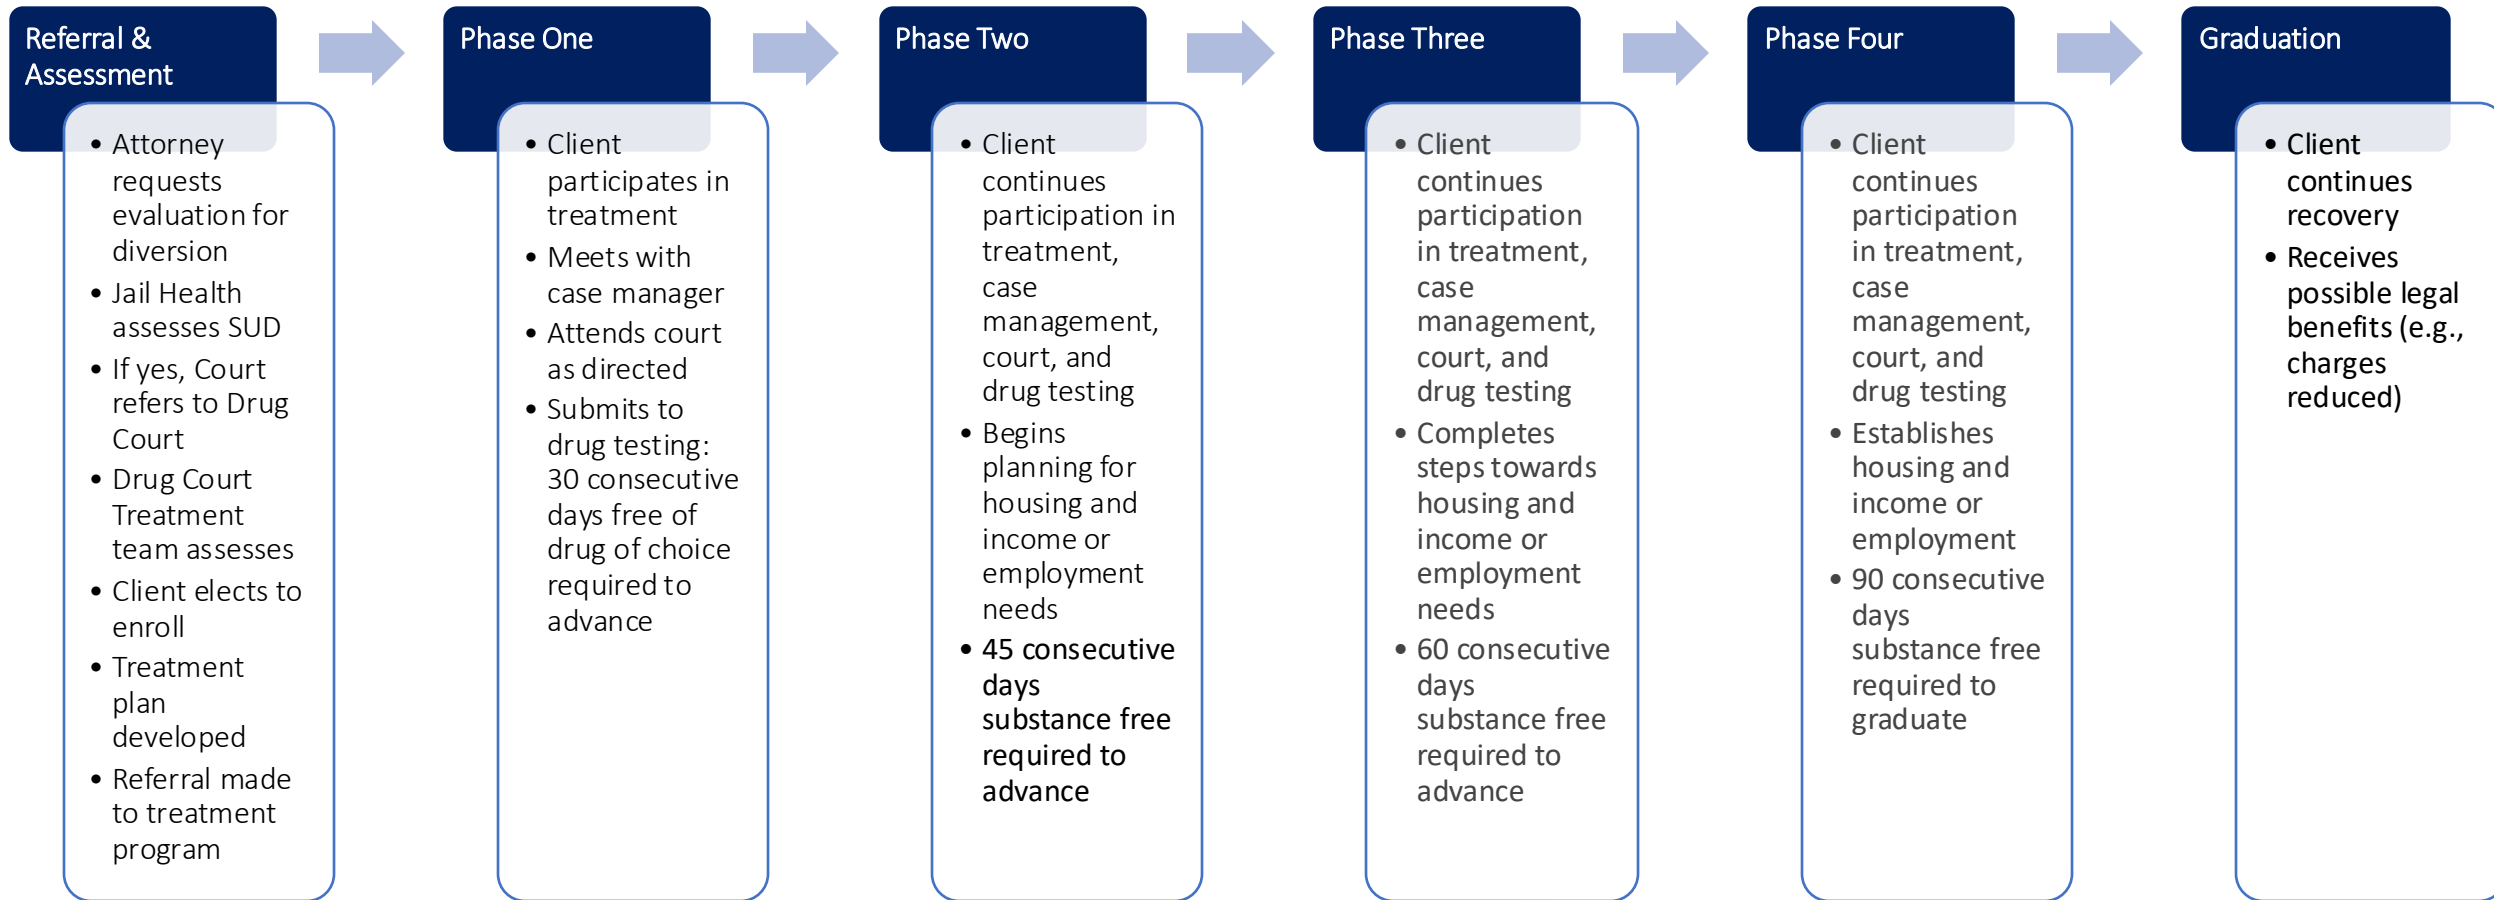 Referral &
Assessment
• Attorney
requests
evaluation for
diversion
• Jail Health
assesses SUD
• If yes, Court
refers to Drug
Court
• Drug Court
Treatment
team assesses
• Client elects to
enroll
• Treatment
plan
developed
• Referral made
to treatment
program
Phase One
• Client
participates in
treatment
• Meets with
case manager
• Attends court
as directed
• Submits to
drug testing:
30 consecutive
days free of
drug of choice
required to
advance
Phase Two
• Client
continues
participation in
treatment,
case
management,
court, and
drug testing
• Begins
planning for
housing and
income or
employment
needs
• 45 consecutive
days
substance free
required to
advance
Phase Three
• Client
continues
participation
in treatment,
case
management,
court, and
drug testing
• Completes
steps towards
housing and
income or
employment
needs
• 60 consecutive
days
substance free
required to
advance
Phase Four
• Client
continues
participation
in treatment,
case
management,
court, and
drug testing
• Establishes
housing and
income or
employment
• 90 consecutive
days
substance free
required to
graduate
Graduation
• Client
continues
recovery
• Receives
possible legal
benefits (e.g.,
charges
reduced)